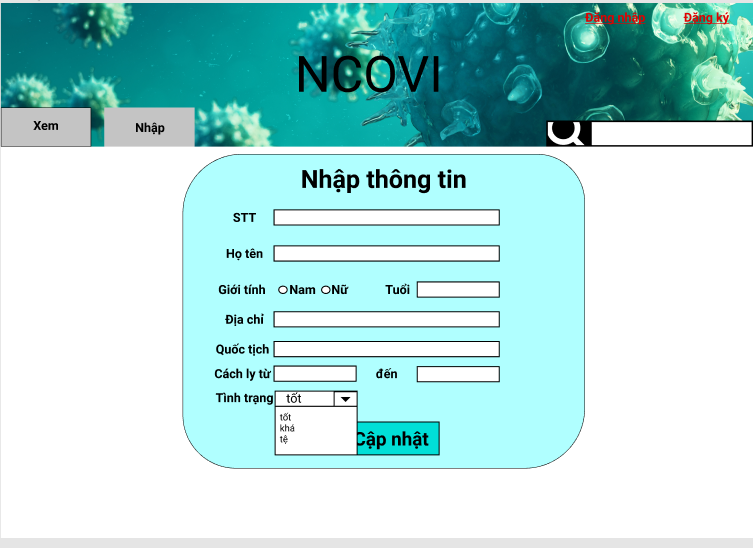 Đăng nhập Đăng ký
NCOVI
Xem Nhập
Nhập thông tin
STT
Họ tên
Giới tính Nam Nữ Tuổi
Địa chỉ
Quốc tịch
Cách ly từ đến
Tình trạng tốt
tốt
khá
tệ
Cập nhật